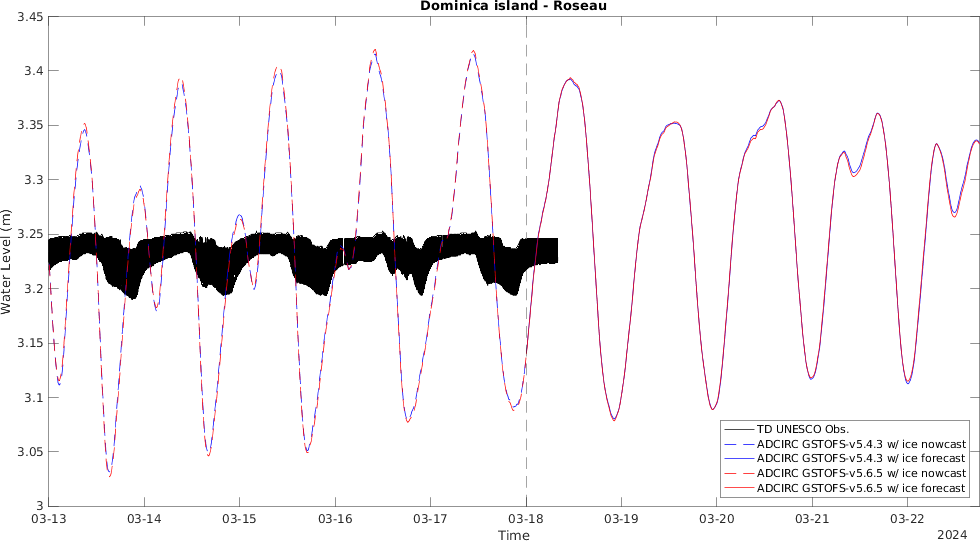 Dominica island - Roseau
3.45
3.4
3.35
3.3
3.25
3.2
3.15
3.1
3.05
3
Water Level (m)
03-13 03-14 03-15 03-16 03-17 03-18 03-19 03-20 03-21 03-22
Time
2024
TD UNESCO Obs.
ADCIRC GSTOFS-v5.4.3 w/ ice nowcast
ADCIRC GSTOFS-v5.4.3 w/ ice forecast
ADCIRC GSTOFS-v5.6.5 w/ ice nowcast
ADCIRC GSTOFS-v5.6.5 w/ ice forecast